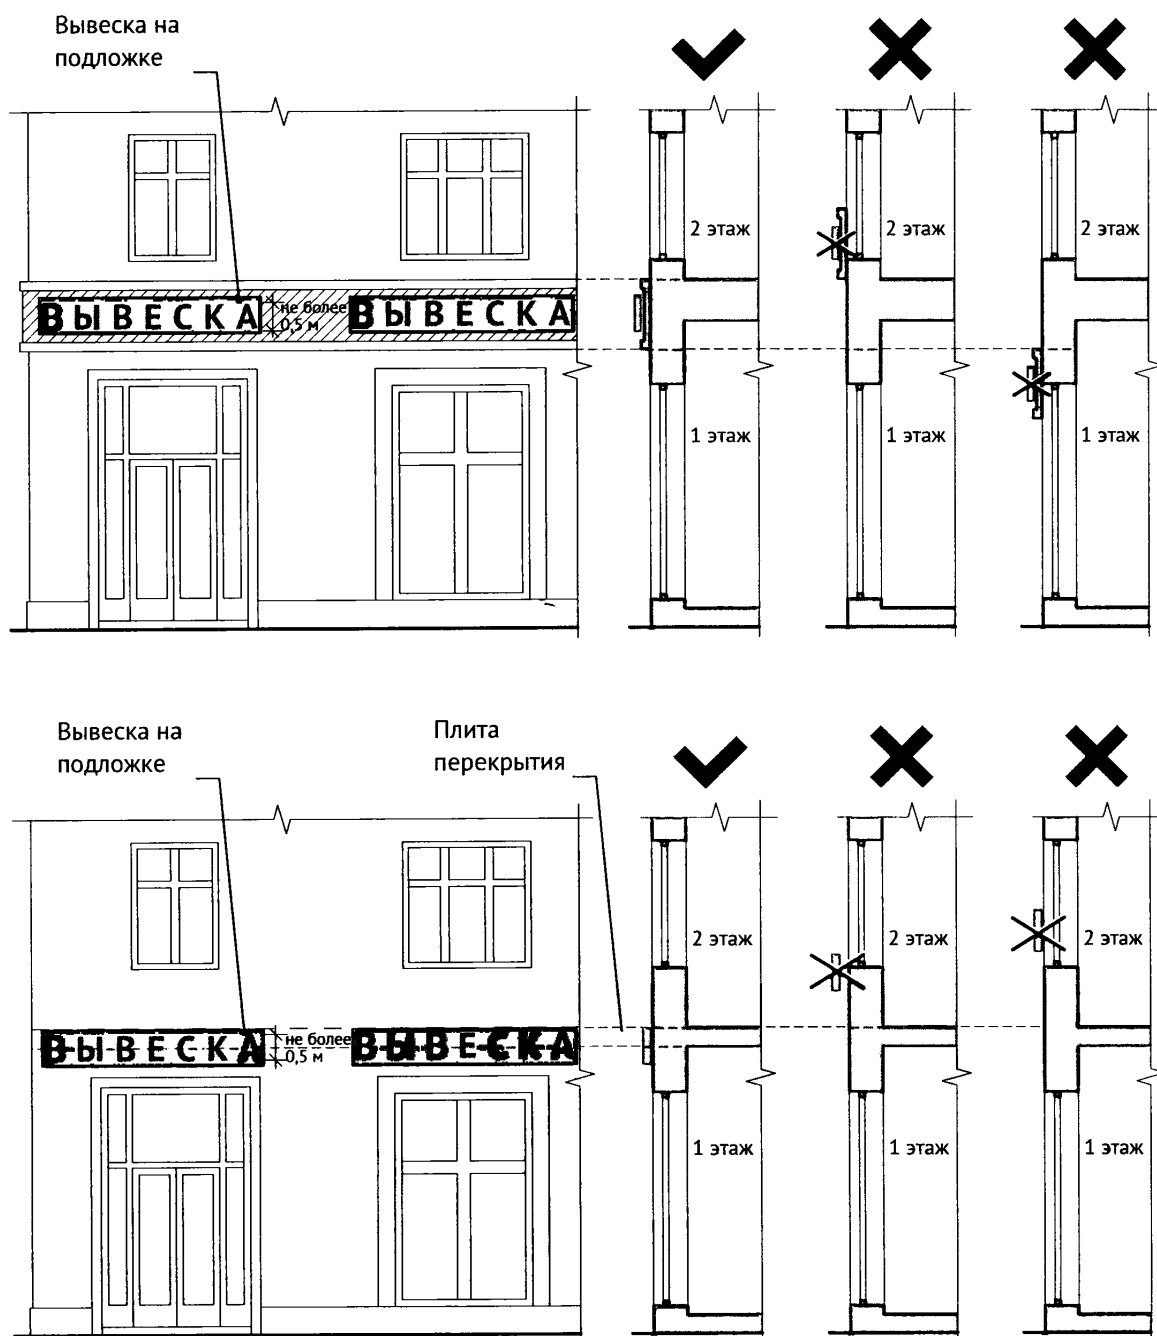 Вывеска на
подложке
2 этаж
2 этаж
2 этаж
ВЫВЕСКА
не более
0,5 м
ВЫВЕСКА
1 этаж
1 этаж
1 этаж
Вывеска на
подложке
Плита
перекрытия
2 этаж
2 этаж
2 этаж
ВЫВЕСКА
не более
0,5 м
ВЫВЕСКА
1 этаж
1 этаж
1 этаж